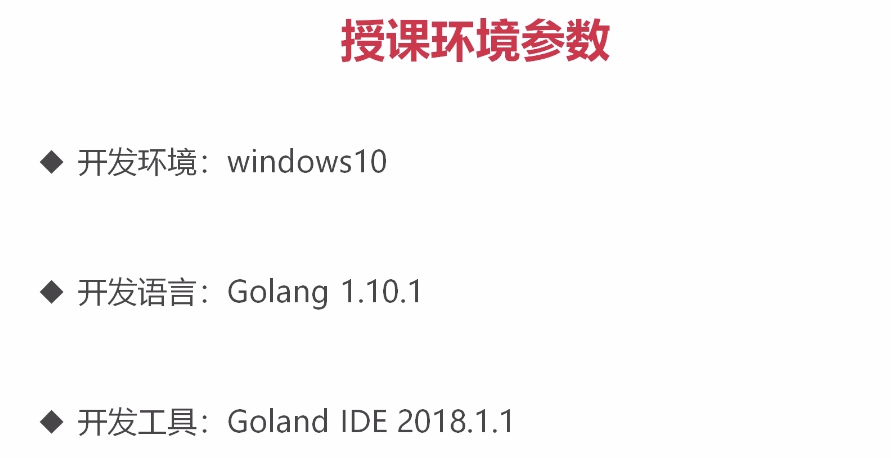 授课环境参数
◆ 开发环境：windows10
◆ 开发语言：Golang 1.10.1
◆ 开发工具：Goland IDE 2018.1.1